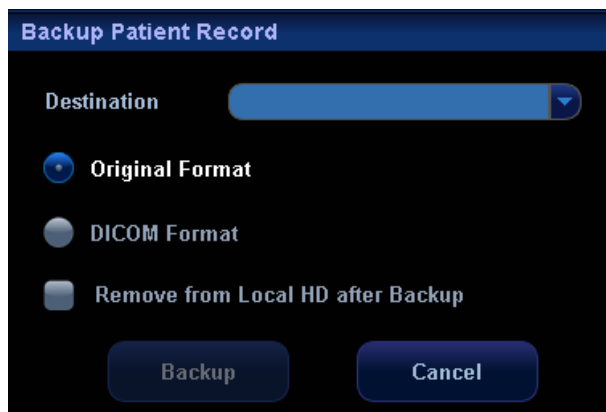 Backup Patient Record
Destination
Original Format
DICOM Format
Remove from Local HD after Backup
Backup Cancel